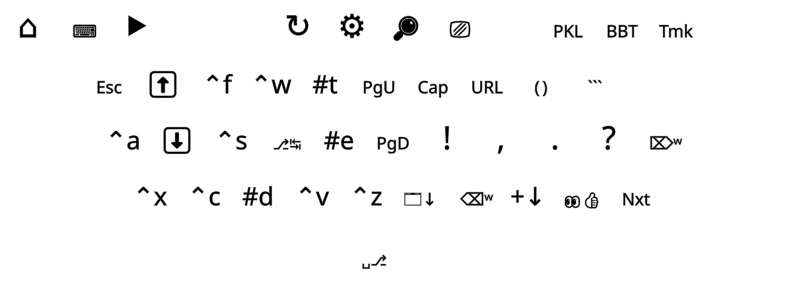 ⌂ ⌨ ▶ ↻ ⚙ 🔎 PKL BBT Tmk
Esc ⬆ ^f ^w #t PgU Cap URL () ```
^a ⬇ ^s ⎇↹ #e PgD ! , . ? ⌦w
^x ^c #d ^v ^z 🗔↓ ⌫w +↓ 👀👍 Nxt
␣⎇